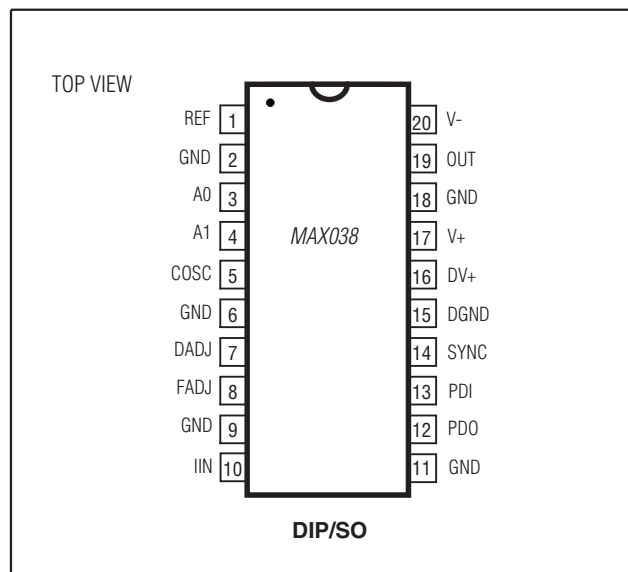 TOP VIEW
REF 1
GND 2
A0 3
A1 4
COSC 5
GND 6
DADJ 7
FADJ 8
GND 9
IIN 10
MAX038
20 V-
19 OUT
18 GND
17 V+
16 DV+
15 DGND
14 SYNC
13 PDI
12 PDO
11 GND
DIP/SO